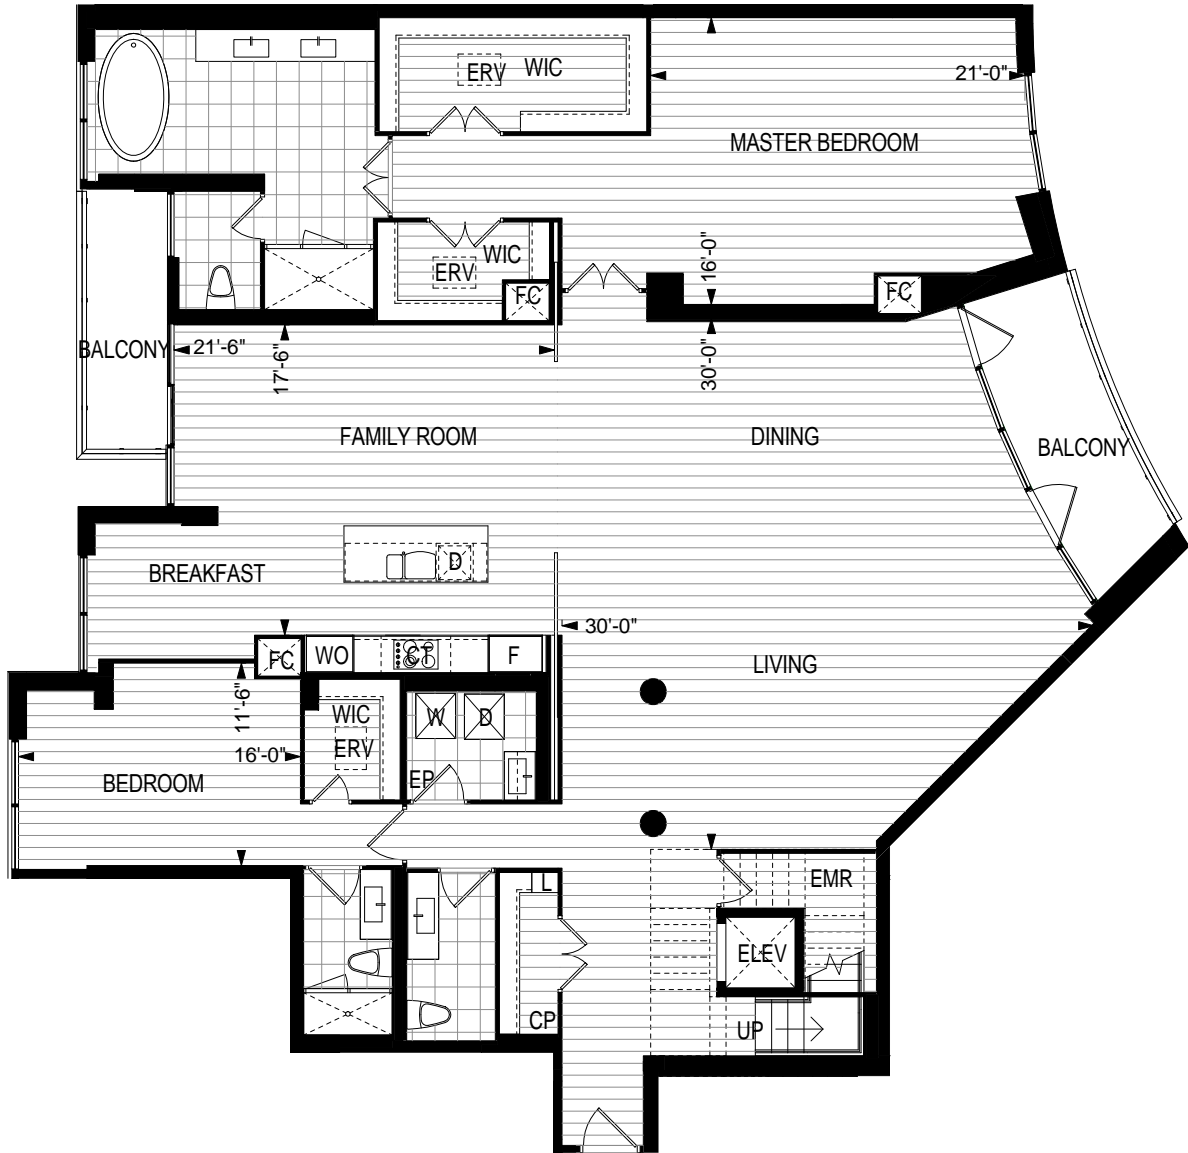 ERV WIC
21'-0"
MASTER BEDROOM
WIC
ERV
16'-0"
FC
FC
BALCONY
21'-6"
17'-6"
30'-0"
FAMILY ROOM
DINING
BALCONY
D
BREAKFAST
30'-0"
FC
WO
CT
F
LIVING
11'-6"
WIC
W
D
16'-0"
ERV
BEDROOM
EP
L
EMR
ELEV
CP
UP